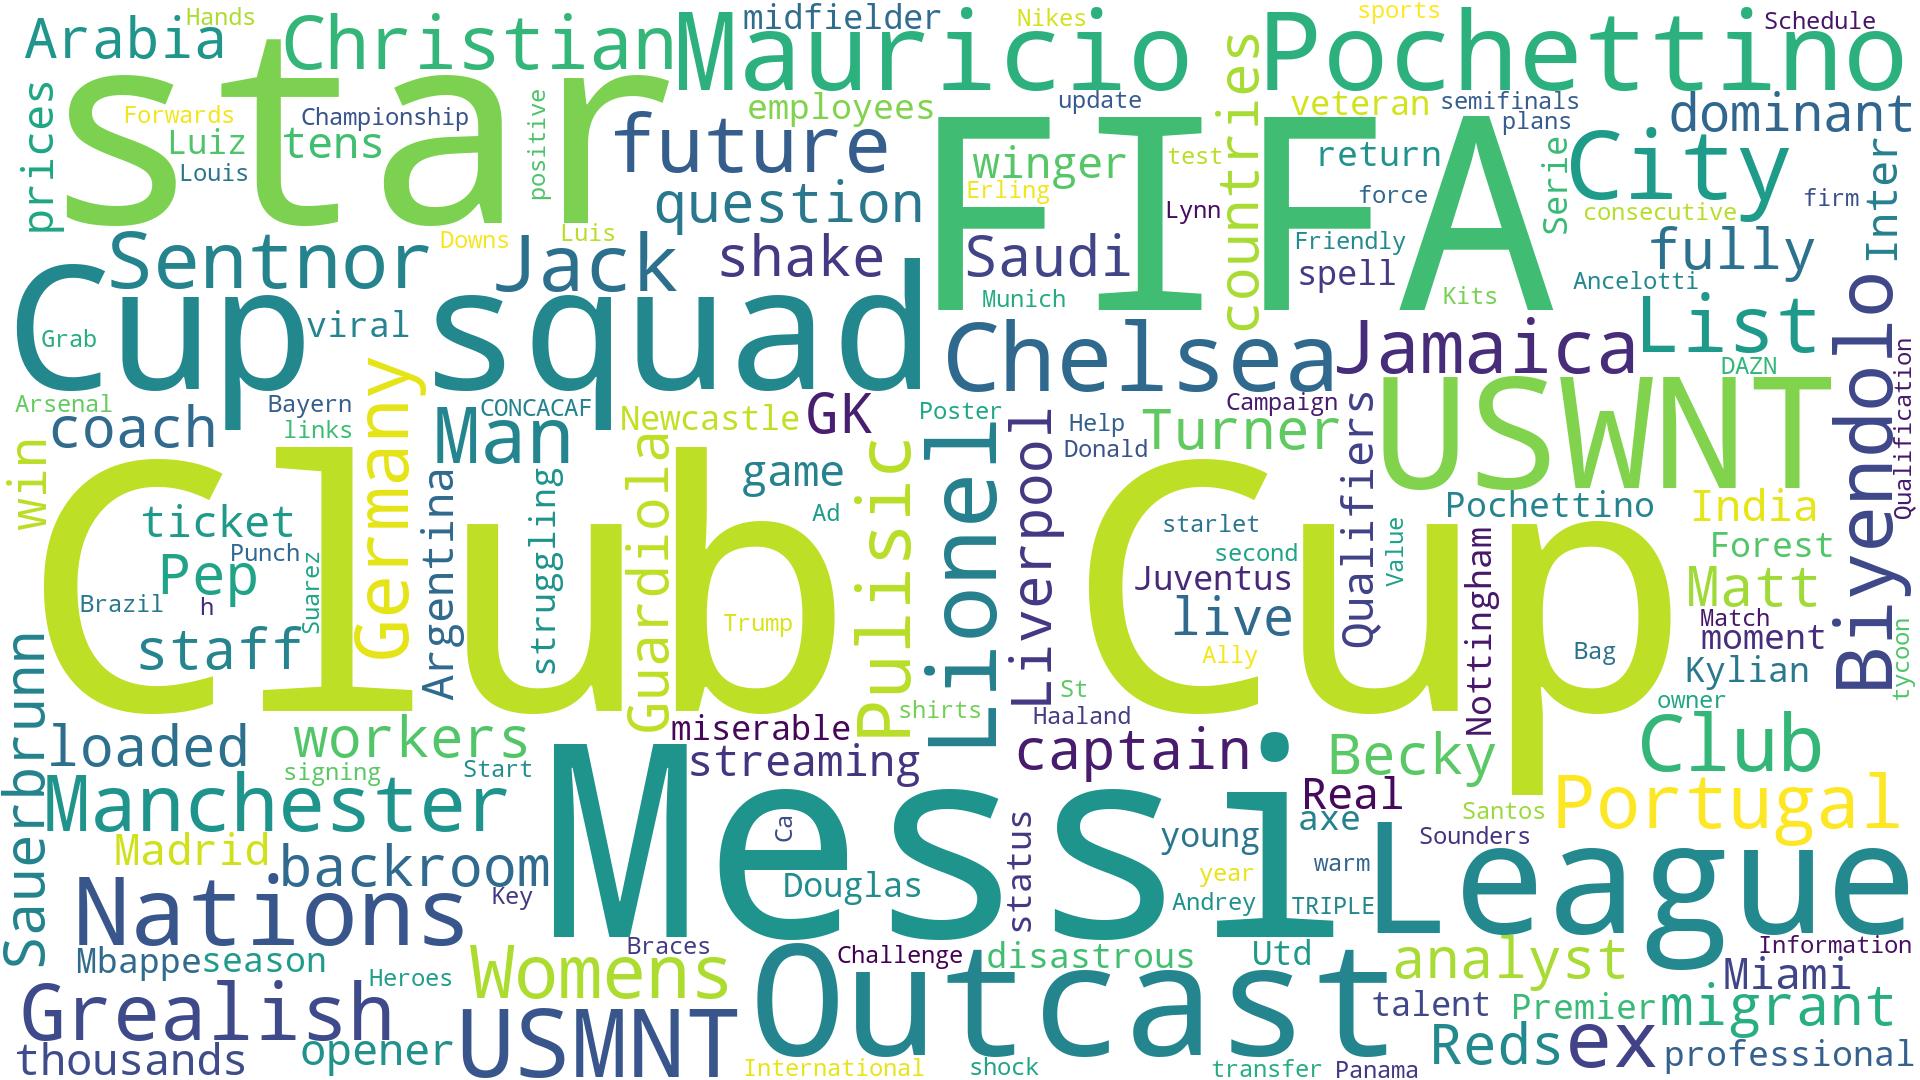 Hands
Arabia
Christian
Mauricio
midfielder
Nikes
Pochettino
sports
Schedule
star
prices
Forwards
Championship
Luiz
tens
Louis
positive
employees
future
question
update
FIFA
winger
Erling
test
Lynn
countries
veteran
semifinals
plans
dominant
return
force
Serie
City
consecutive
firm
Inter
Sentnor
Downs
Luis
Jack
shake
Saudi
Munich
Friendly
spell
Kits
Ancelotti
fully
Cup
Grab
viral
squad
Chelsea
Jamaica
List
DAZN
Biyendolo
Qualification
Arsenal
coach
Bayern
links
Germany
Man
CONCACAF
Newcastle
GK
Poster
Lionel
Liverpool
Help
Donald
Campaign
Turner
Qualifiers
USWNT
win
Club
ticket
Pep
Punch
Brazil
h
Suarez
staff
Argentina
struggling
Guardiola
game
Ad
Trump
Pulisic
Cup
starlet
second
Juventus
live
Ally
Value
Nottingham
Pochettino
India
Forest
Matt
Match
moment
Bag
Kylian
owner
tycoon
Sauerbrunn
loaded
workers
signing
Start
miserable
streaming
shirts
St
Haaland
captain
Becky
Club
Manchester
Madrid
backroom
Messi
Ca
Douglas
status
young
year
Andrey
Real
axe
warm
TRIPLE
Santos
Sounders
Portugal
League
Nations
Key
Mbappe
season
Heroes
Womens
Braces
Outcast
Challenge
disastrous
Utd
analyst
Information
Miami
Grealish
thousands
opener
USMNT
International
shock
transfer
Panama
talent
Premier
migrant
Reds
ex
professional